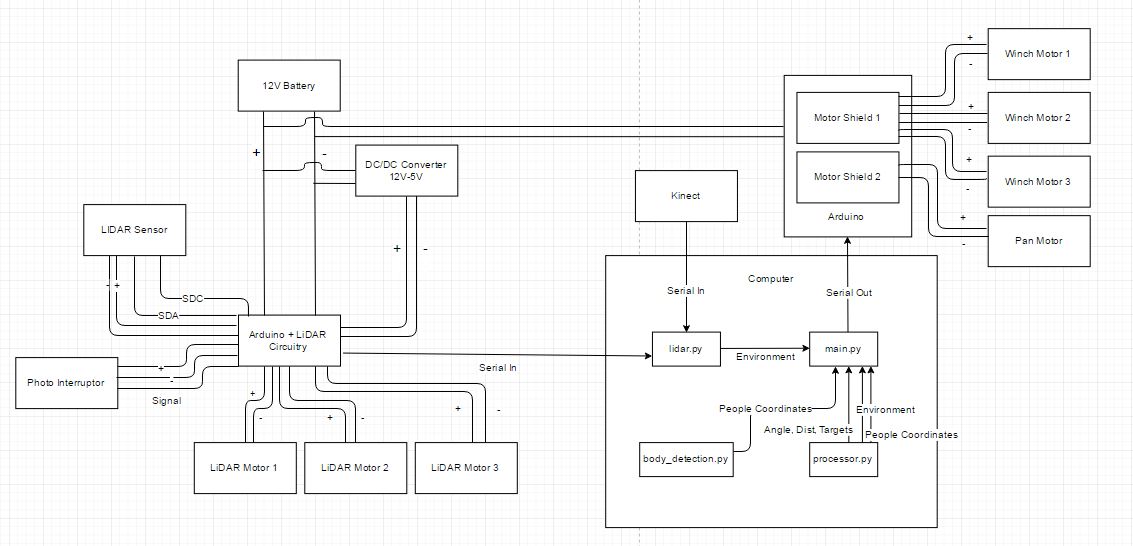 +
Winch Motor 1
-
12V Battery
Motor Shield 1
+
Winch Motor 2
-
+
-
DC/DC Converter
12V-5V
+
Winch Motor 3
-
Motor Shield 2
Kinect
Arduino
+
Pan Motor
-
LiDAR Sensor
+
-
Computer
- +
SDC
SDA
Serial In
Serial Out
Arduino + LiDAR
Circuitry
lidar.py
Environment
main.py
Serial In
Photo Interruptor
+
-
Signal
+
-
+
-
+
-
People Coordinates
Environment
Angle, Dist, Targets
People Coordinates
body_detection.py
processor.py
LiDAR Motor 1
LiDAR Motor 2
LiDAR Motor 3